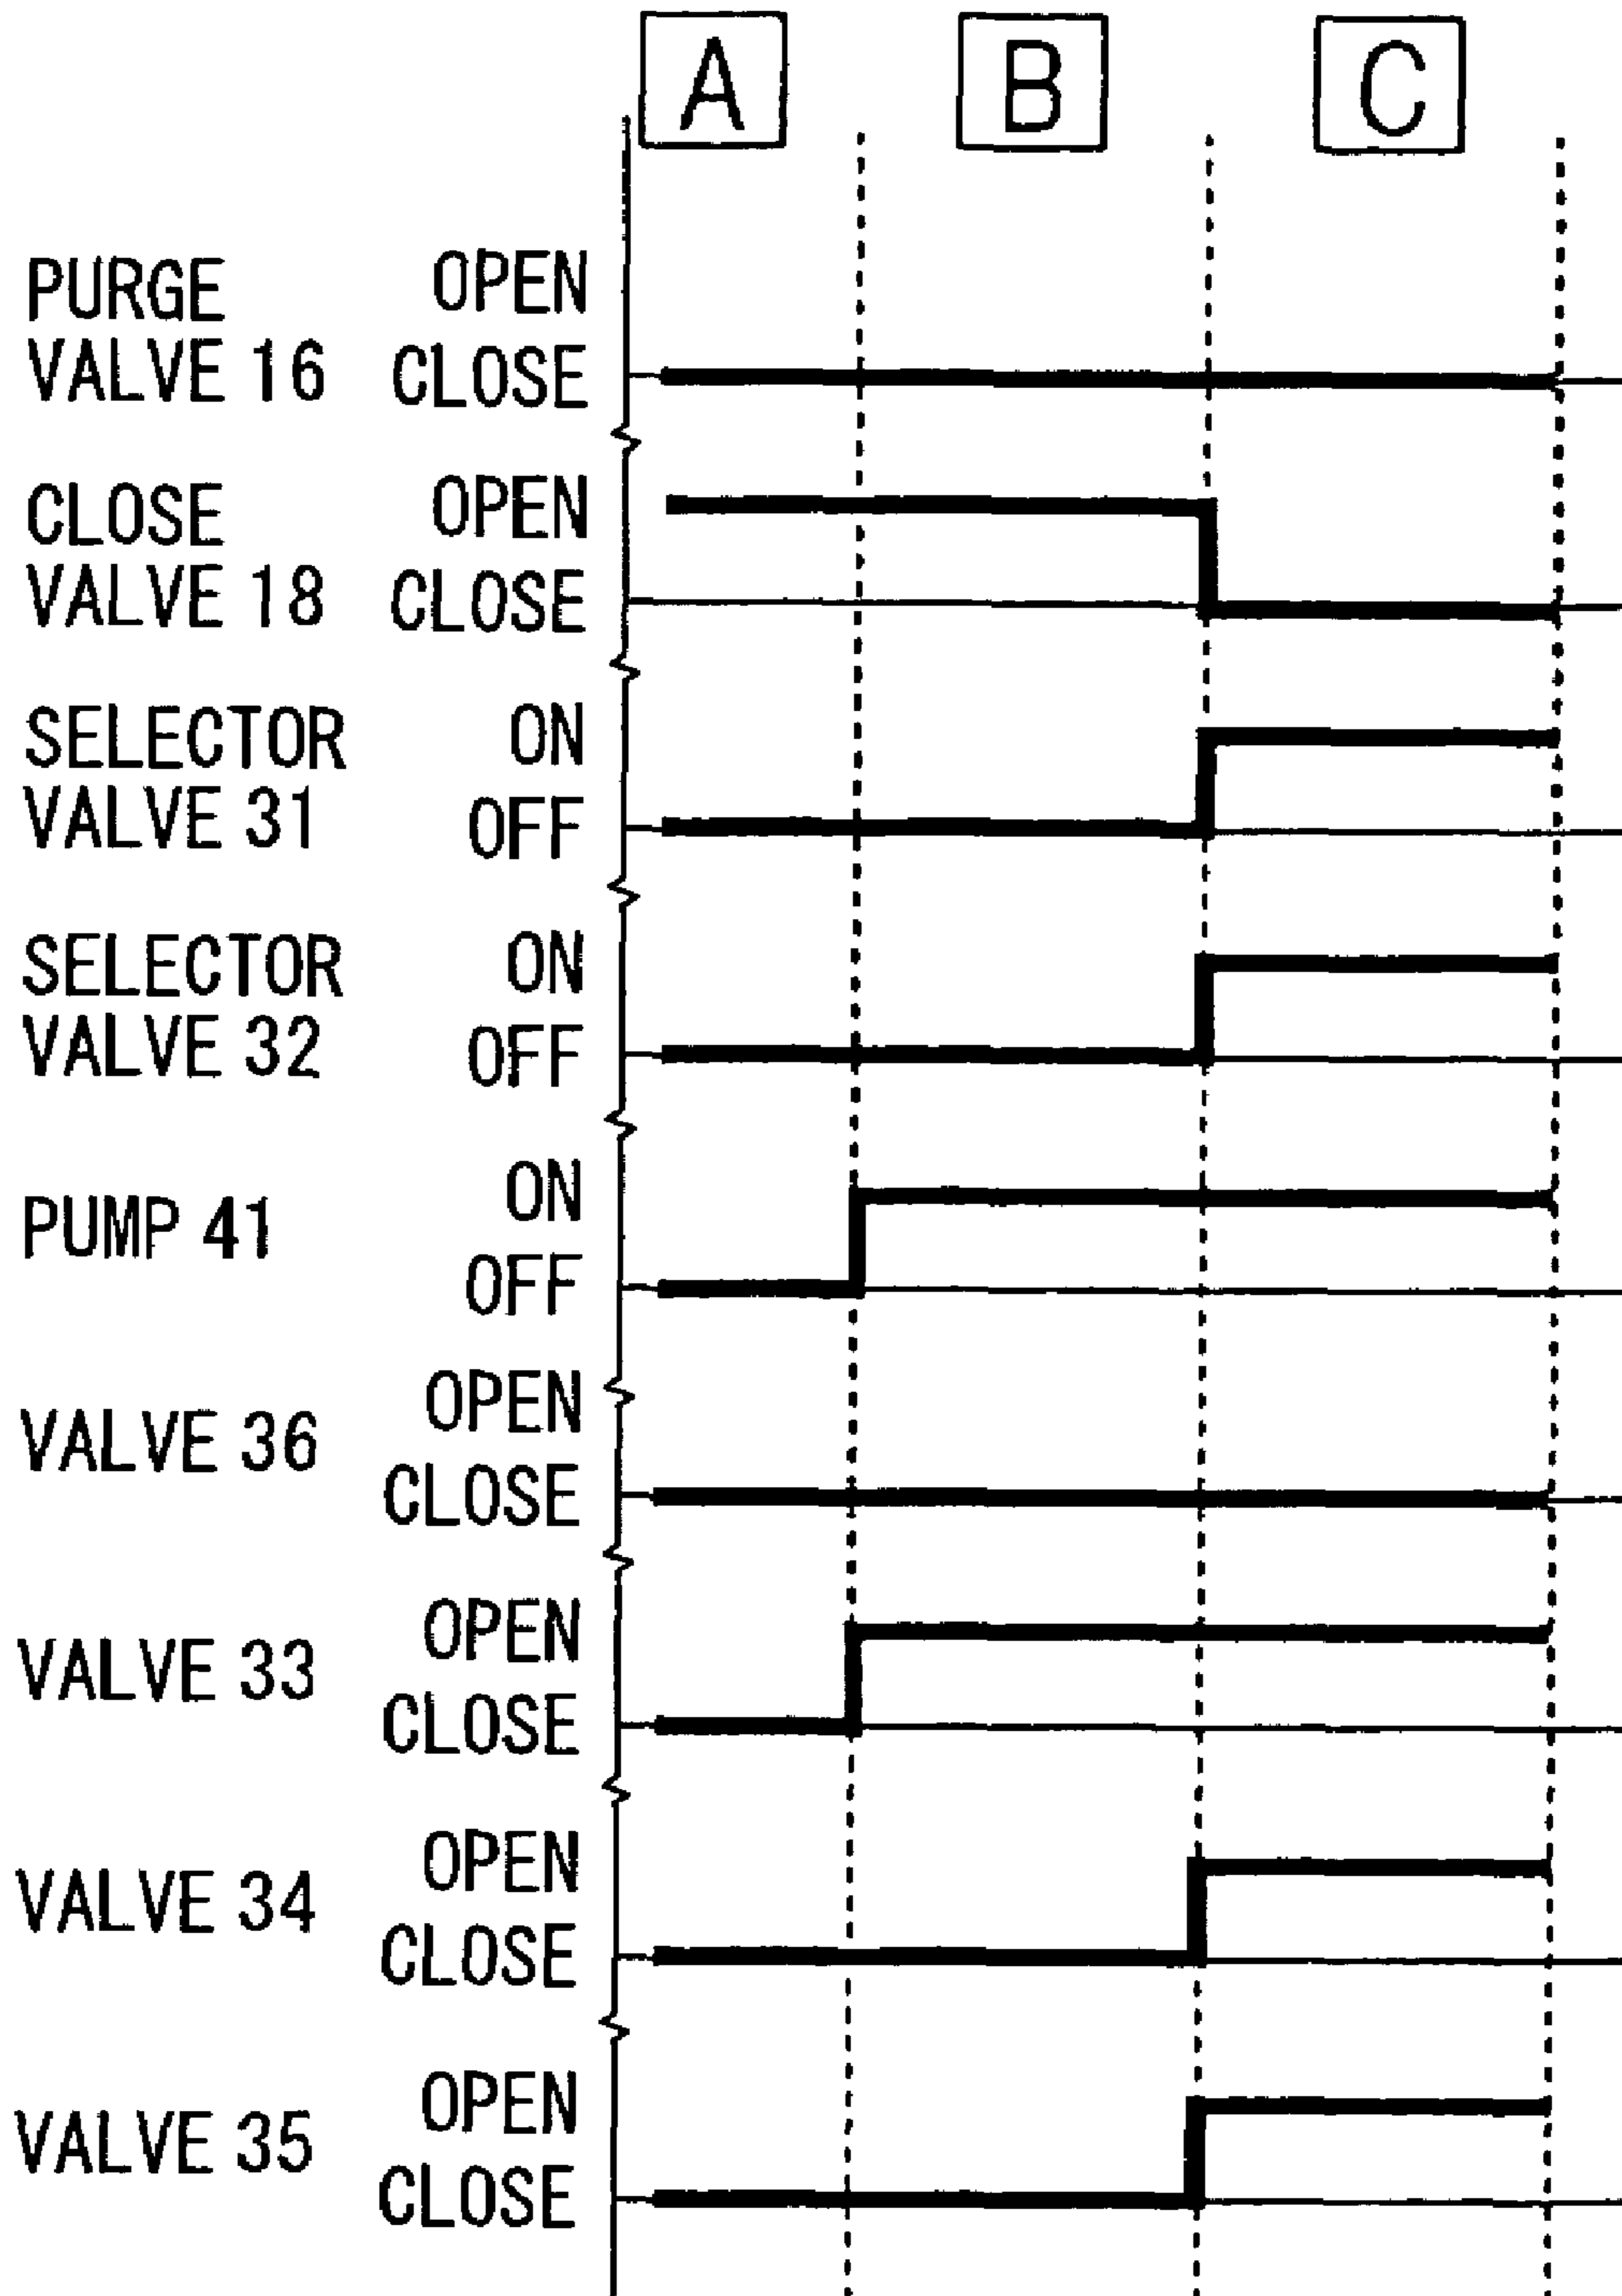 A B C
PURGE OPEN
VALVE 16 CLOSE
CLOSE OPEN
VALVE 18 CLOSE
SELECTOR ON
VALVE 31 OFF
SELECTOR ON
VALVE 32 OFF
ON
PUMP 41
OFF
OPEN
VALVE 36
CLOSE
OPEN
VALVE 33
CLOSE
OPEN
VALVE 34
CLOSE
OPEN
VALVE 35
CLOSE